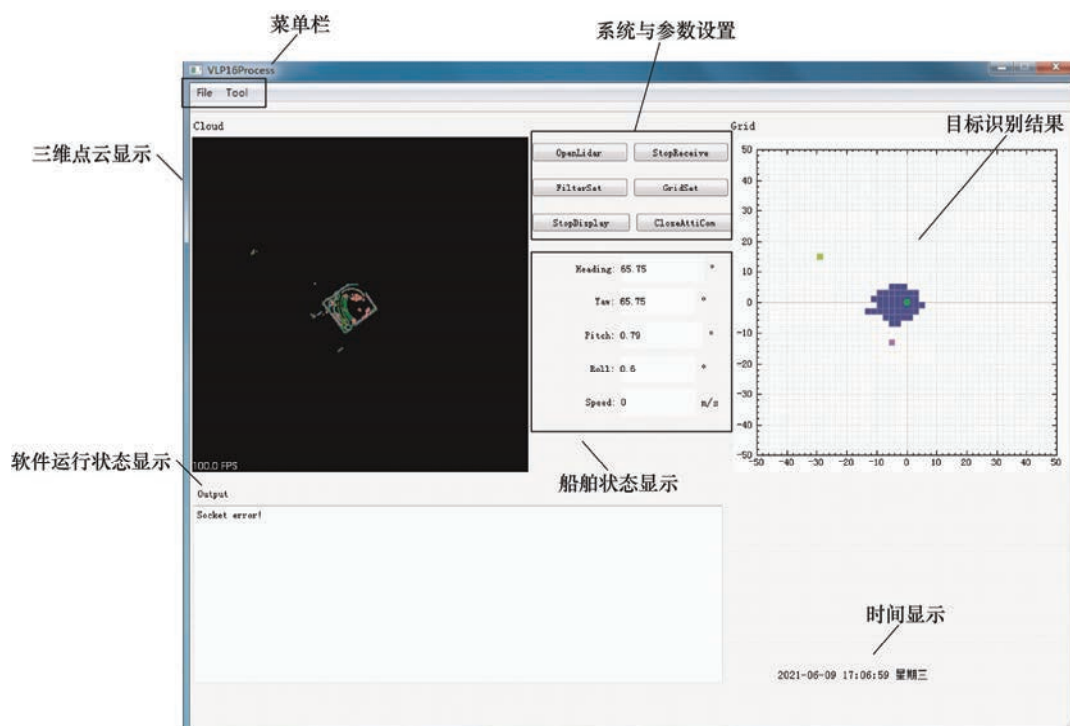 菜单栏
系统与参数设置
VLP16Process
File Tool
Cloud
Grid
目标识别结果
三维点云显示
OpenLidar StopReceive
FilterSet GridSet
StopDisplay CloseAttiCom
Heading: 65.75 °
Yaw: 65.75 °
Pitch: 0.79 °
Roll: 0.6 °
Speed: 0 m/s
50
40
30
20
10
0
-10
-20
-30
-40
-50
-50 -40 -30 -20 -10 0 10 20 30 40 50
100.0 FPS
软件运行状态显示
船舶状态显示
Output
Socket error!
时间显示
2021-06-09 17:06:59 星期三